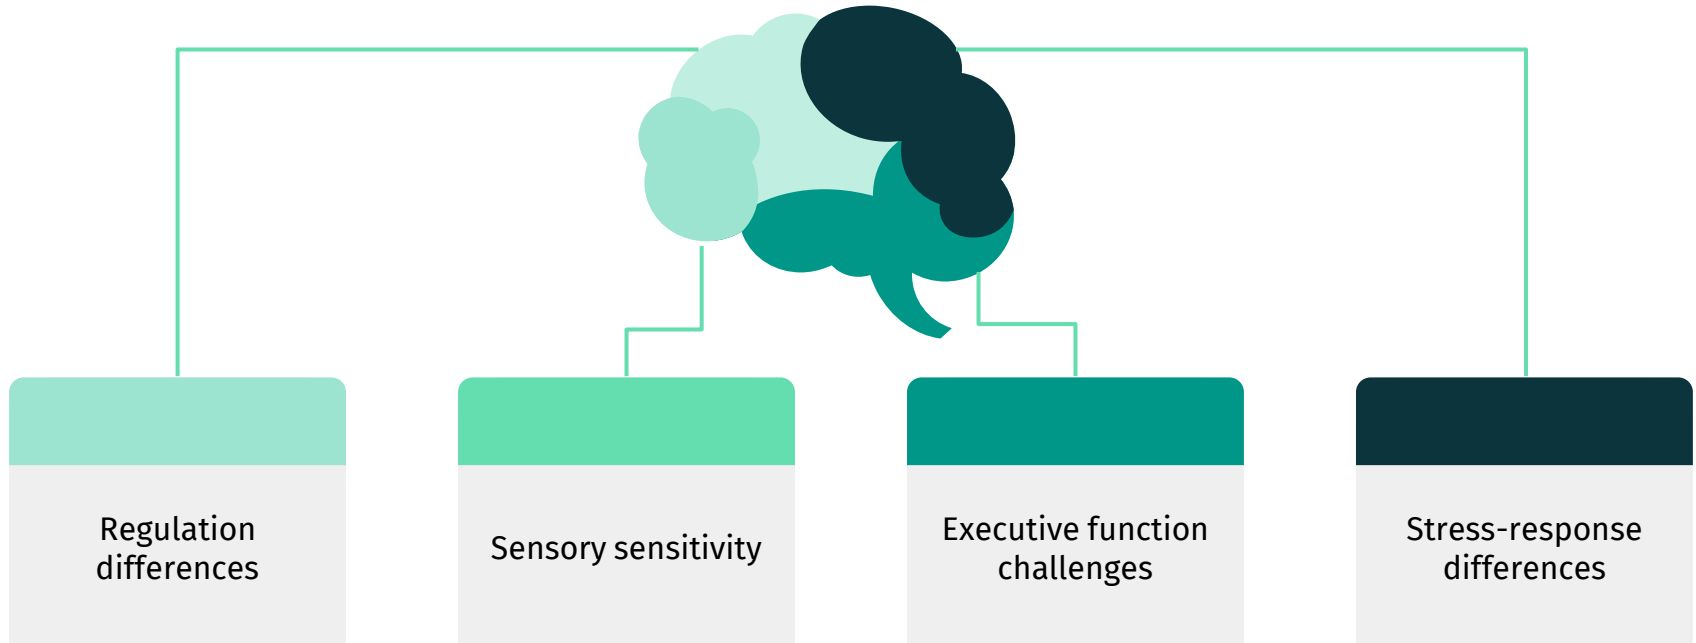 Regulation
differences
Sensory sensitivity
Executive function
challenges
Stress-response
differences